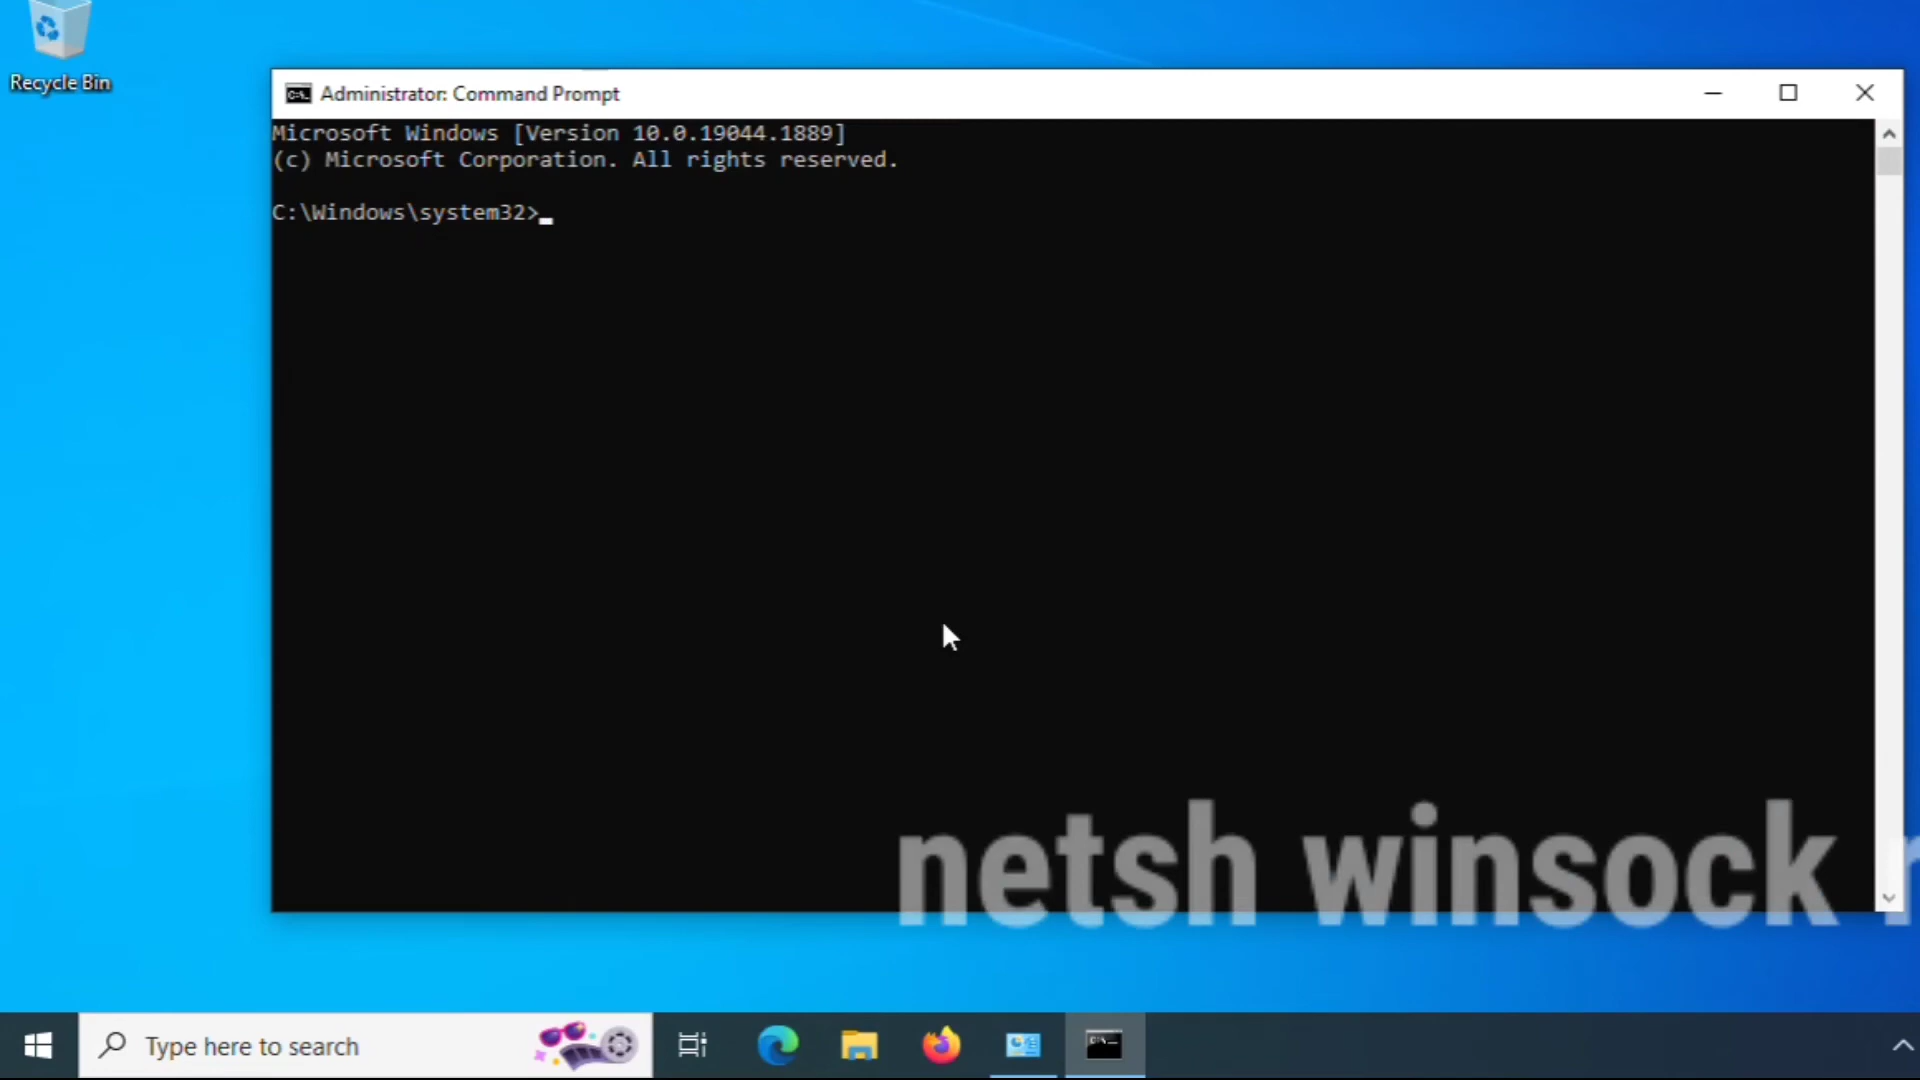 Recycle Bin
Administrator: Command Prompt
Microsoft Windows [Version 10.0.19044.1889]
(c) Microsoft Corporation. All rights reserved.
C:\Windows\system32>
netsh winsock
Type here to search